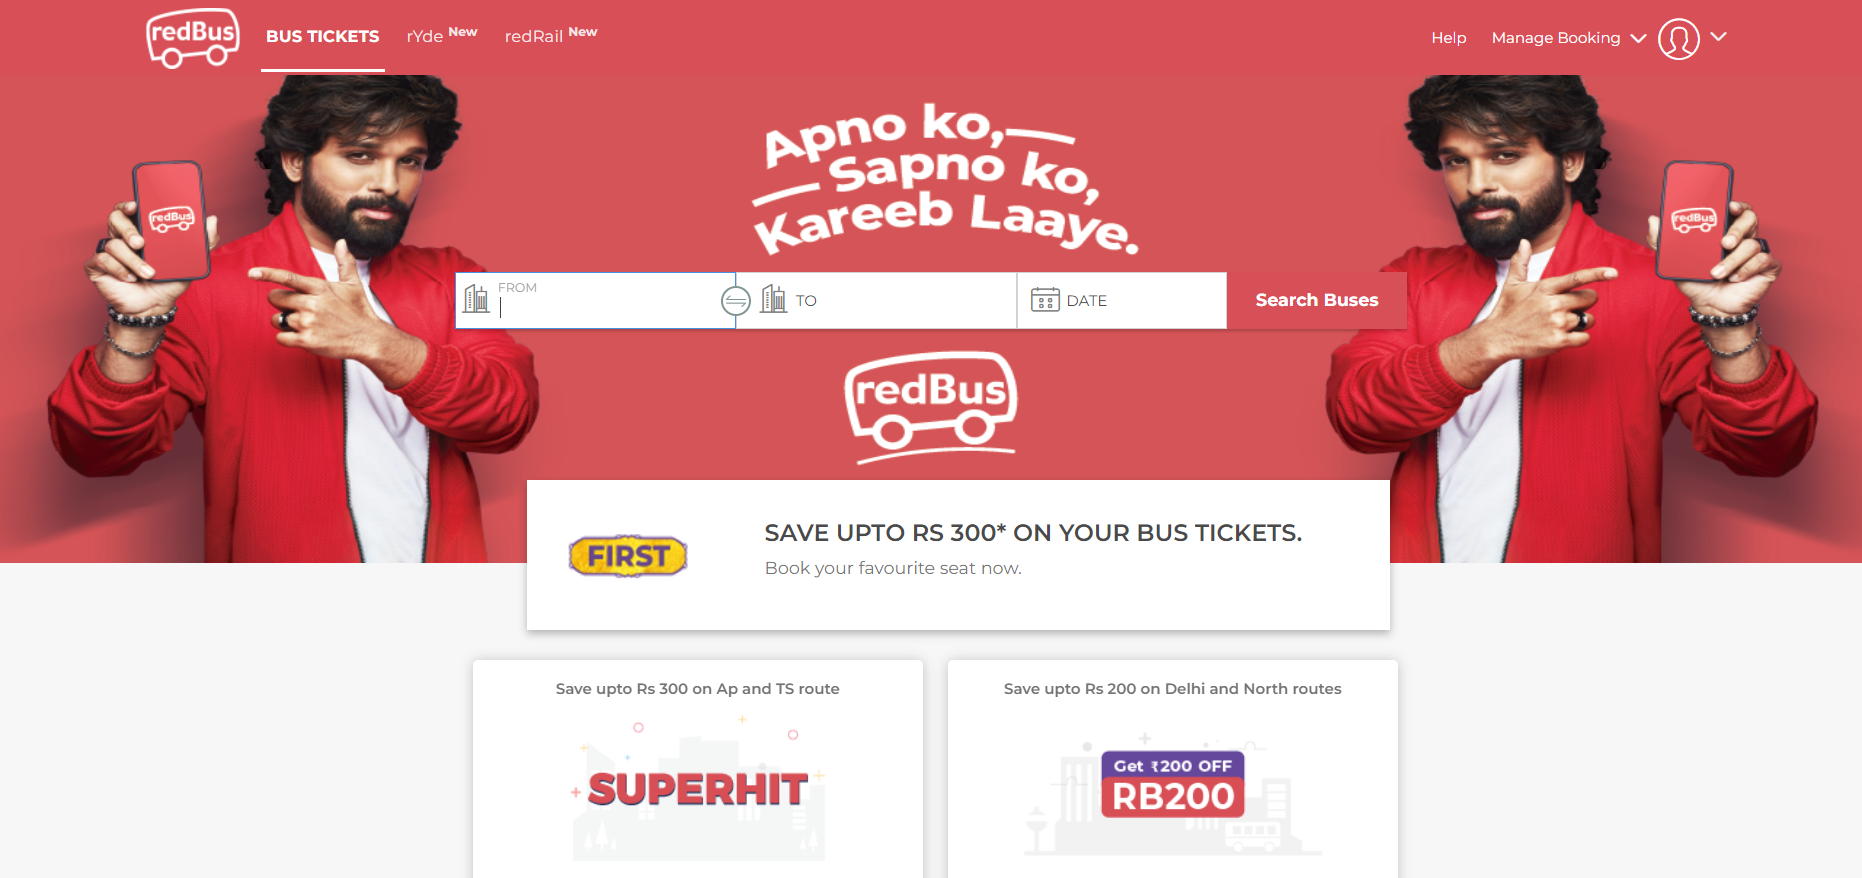 redBus
BUS TICKETS
rYde New
redRail New
Help
Manage Booking
Apno ko,
Sapno ko,
Kareeb Laaye.
redBus
redBus
FROM
TO
DATE
Search Buses
redBus
FIRST
SAVE UPTO RS 300* ON YOUR BUS TICKETS.
Book your favourite seat now.
Save upto Rs 300 on Ap and TS route
SUPERHIT
Save upto Rs 200 on Delhi and North routes
Get ₹200 OFF
RB200